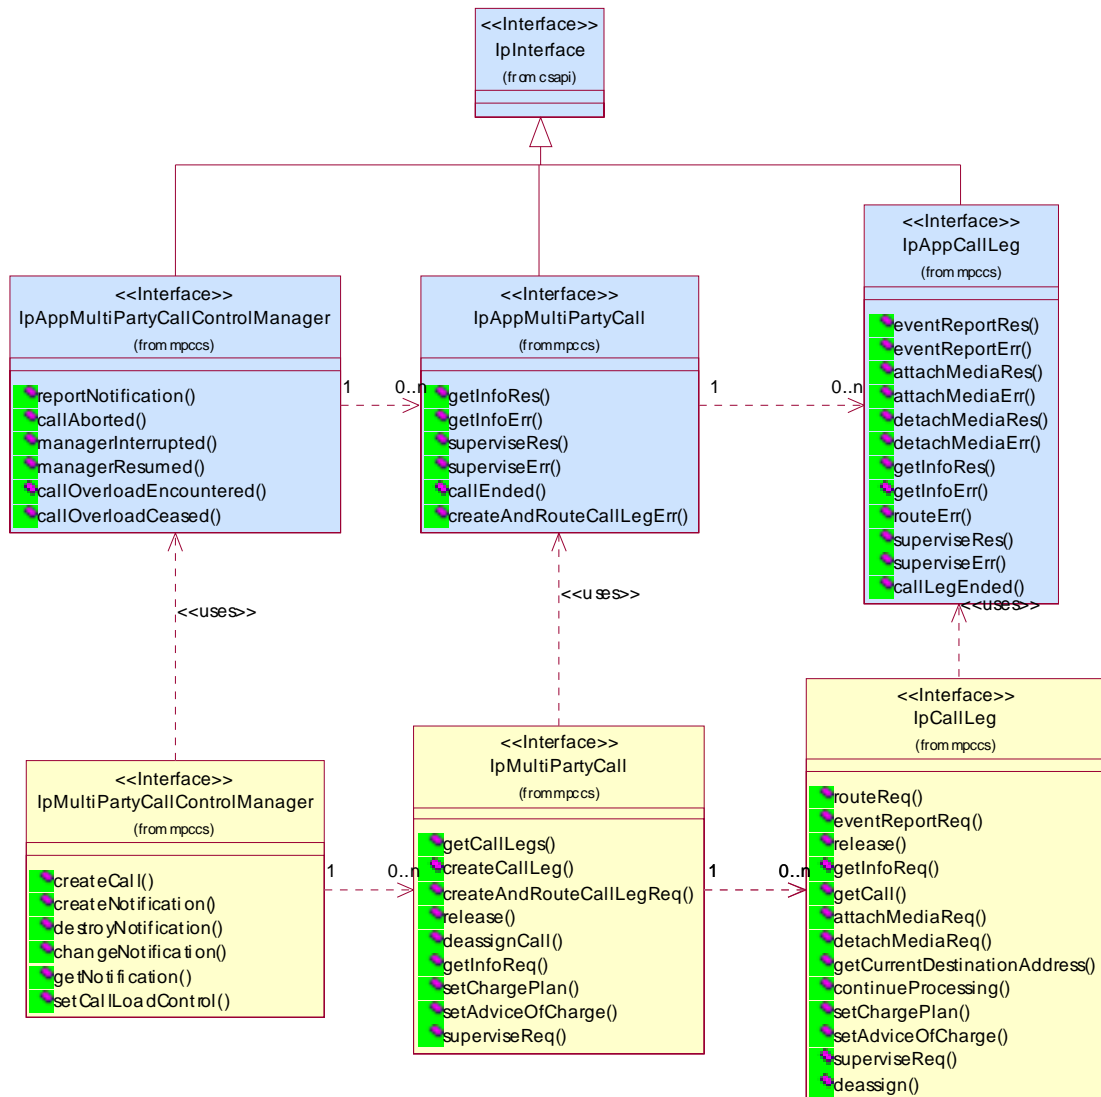 <<Interface>>
IpInterface
(from csapi)
<<Interface>>
IpAppCallLeg
(from mpccs)
eventReportRes()
eventReportErr()
attachMediaRes()
attachMediaErr()
detachMediaRes()
detachMediaErr()
getInfoRes()
getInfoErr()
routeErr()
superviseRes()
superviseErr()
callLegEnded()
<<Interface>>
IpAppMultiPartyCallControlManager
(from mpccs)
reportNotification()
callAborted()
managerInterrupted()
managerResumed()
callOverloadEncountered()
callOverloadCeased()
1
0..n
<<Interface>>
IpAppMultiPartyCall
(from mpccs)
getInfoRes()
getInfoErr()
superviseRes()
superviseErr()
callEnded()
createAndRouteCallLegErr()
1
0..n
<<uses>>
<<uses>>
<<uses>>
<<Interface>>
IpMultiPartyCallControlManager
(from mpccs)
createCall()
createNotification()
destroyNotification()
changeNotification()
getNotification()
setCallLoadControl()
1
0..n
<<Interface>>
IpMultiPartyCall
(from mpccs)
getCallLegs()
createCallLeg()
createAndRouteCallLegReq()
release()
deassignCall()
getInfoReq()
setChargePlan()
setAdviceOfCharge()
superviseReq()
1
0..n
<<Interface>>
IpCallLeg
(from mpccs)
routeReq()
eventReportReq()
release()
getInfoReq()
getCall()
attachMediaReq()
detachMediaReq()
getCurrentDestinationAddress()
continueProcessing()
setChargePlan()
setAdviceOfCharge()
superviseReq()
deassign()